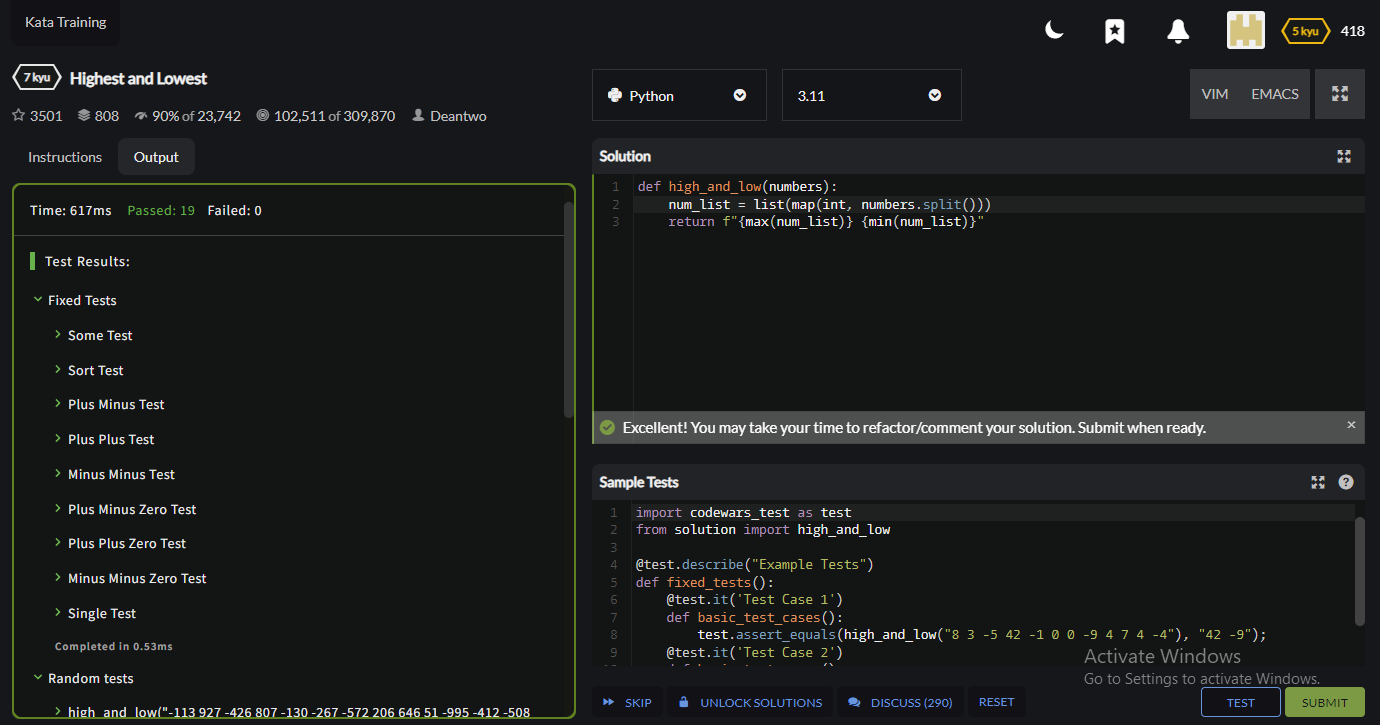 Kata Training
5 kyu 418
7 kyu Highest and Lowest
3501 808 90% of 23,742 102,511 of 309,870 Deantwo
Instructions Output
Time: 617ms Passed: 19 Failed: 0
Test Results:
Fixed Tests
Some Test
Sort Test
Plus Minus Test
Plus Plus Test
Minus Minus Test
Plus Minus Zero Test
Plus Plus Zero Test
Minus Minus Zero Test
Single Test
Completed in 0.53ms
Random tests
high_and_low("-113 927 -426 807 -130 -267 -572 206 646 51 -995 -412 -508
Python 3.11 VIM EMACS
Solution
1 def high_and_low(numbers):
2 num_list = list(map(int, numbers.split()))
3 return f"{max(num_list)} {min(num_list)}"
Excellent! You may take your time to refactor/comment your solution. Submit when ready. ×
Sample Tests ?
1 import codewars_test as test
2 from solution import high_and_low
3
4 @test.describe("Example Tests")
5 def fixed_tests():
6 @test.it('Test Case 1')
7 def basic_test_cases():
8 test.assert_equals(high_and_low("8 3 -5 42 -1 0 0 -9 4 7 4 -4"), "42 -9");
9 @test.it('Test Case 2')
Activate Windows
Go to Settings to activate Windows.
SKIP UNLOCK SOLUTIONS DISCUSS (290) RESET TEST SUBMIT